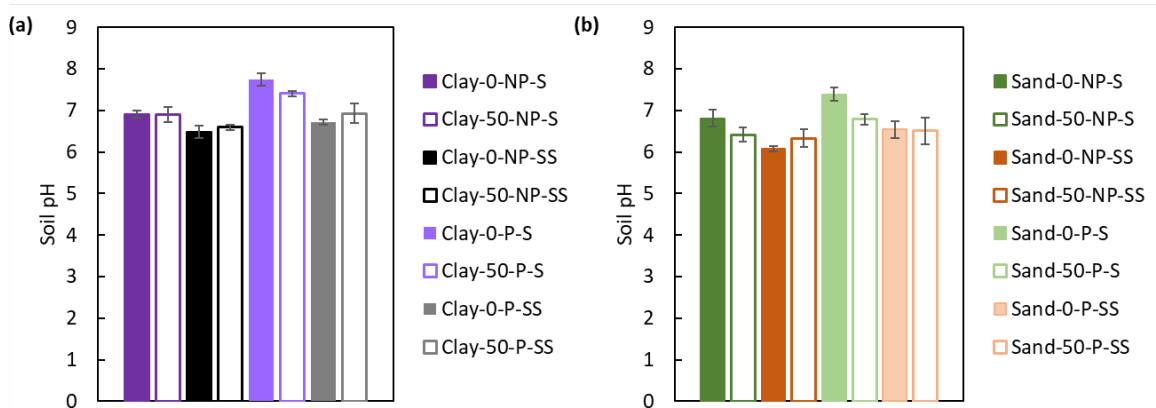 (a)
Soil pH
9
8
7
6
5
4
3
2
1
0
Clay-0-NP-S
Clay-50-NP-S
Clay-0-NP-SS
Clay-50-NP-SS
Clay-0-P-S
Clay-50-P-S
Clay-0-P-SS
Clay-50-P-SS
(b)
Soil pH
9
8
7
6
5
4
3
2
1
0
Sand-0-NP-S
Sand-50-NP-S
Sand-0-NP-SS
Sand-50-NP-SS
Sand-0-P-S
Sand-50-P-S
Sand-0-P-SS
Sand-50-P-SS